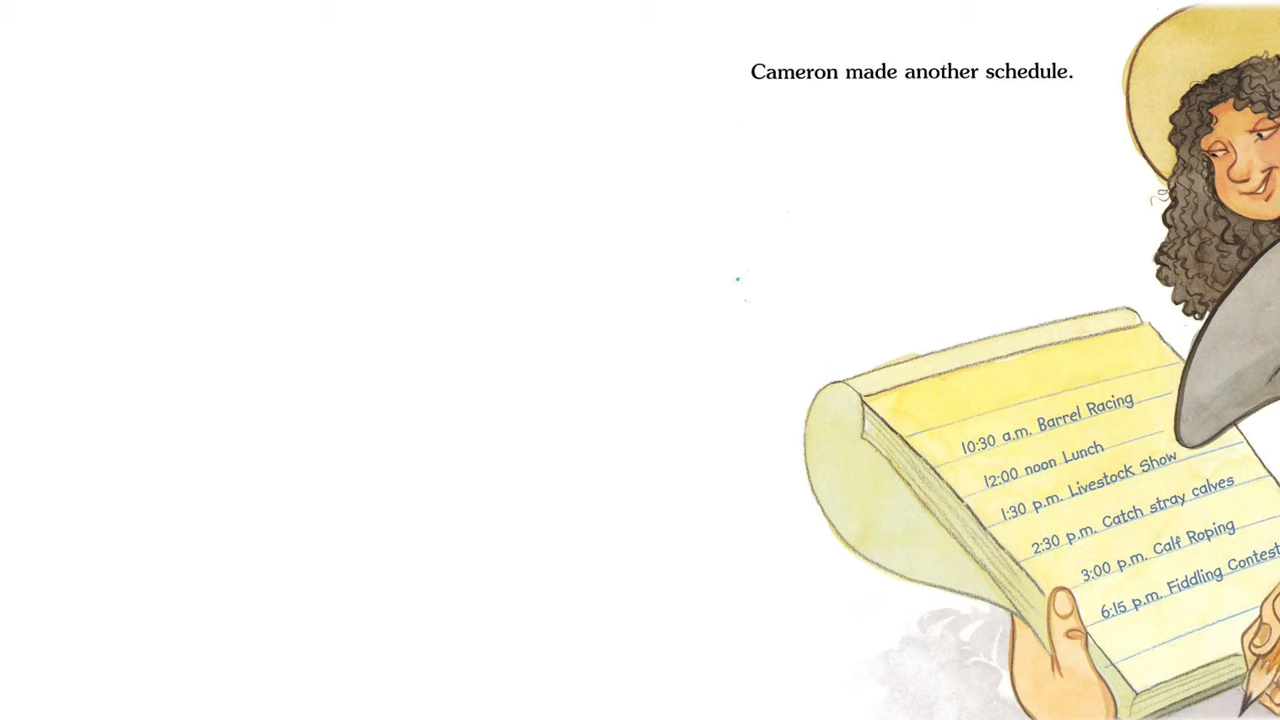 Cameron made another schedule.
10:30 a.m. Barrel Racing
12:00 noon Lunch
1:30 p.m. Livestock Show
2:30 p.m. Catch stray calves
3:00 p.m. Calf Roping
6:15 p.m. Fiddling Contest